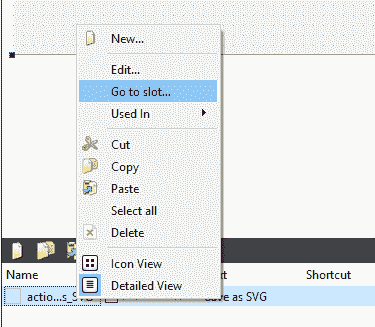 New...
Edit...
Go to slot...
Used In
Cut
Copy
Paste
Select all
Delete
Icon View
Detailed View
Name Shortcut
actio...s_SVG Save as SVG